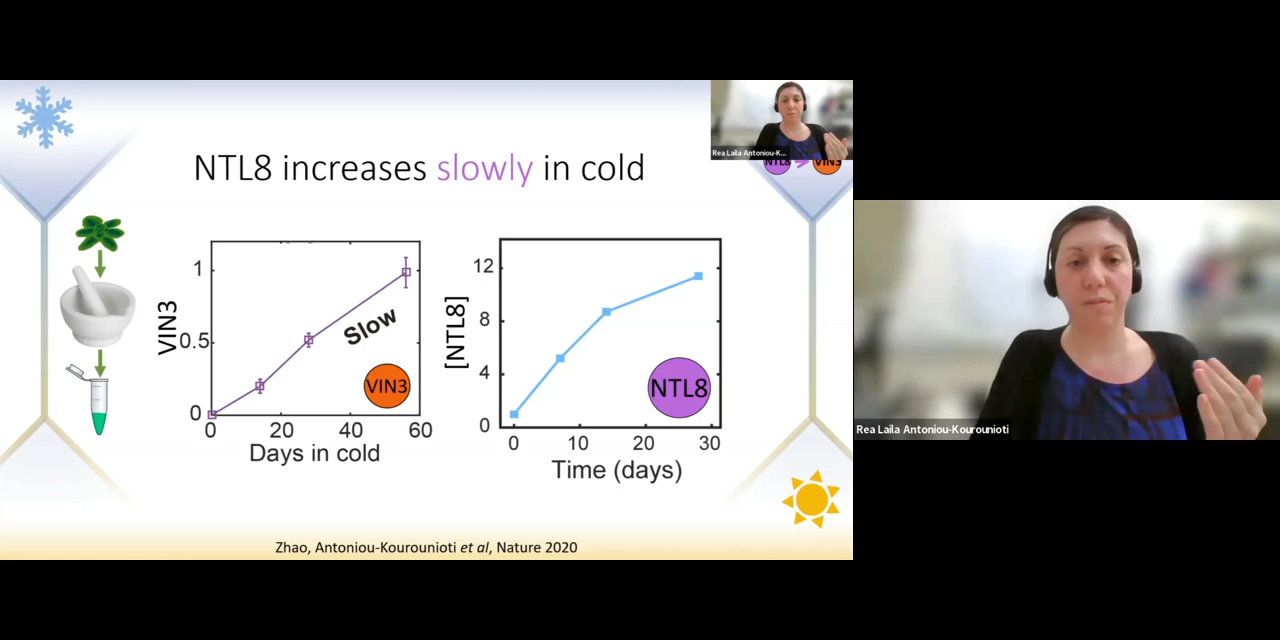 Rea Laila Antoniou-K...
NTL8 VIN3
NTL8 increases slowly in cold
VIN3
1
0.5
0
0 20 40 60
Days in cold
Slow
VIN3
[NTL8]
12
8
4
0
0 10 20 30
Time (days)
NTL8
Rea Laila Antoniou-Kourounioti
Zhao, Antoniou-Kourounioti et al, Nature 2020